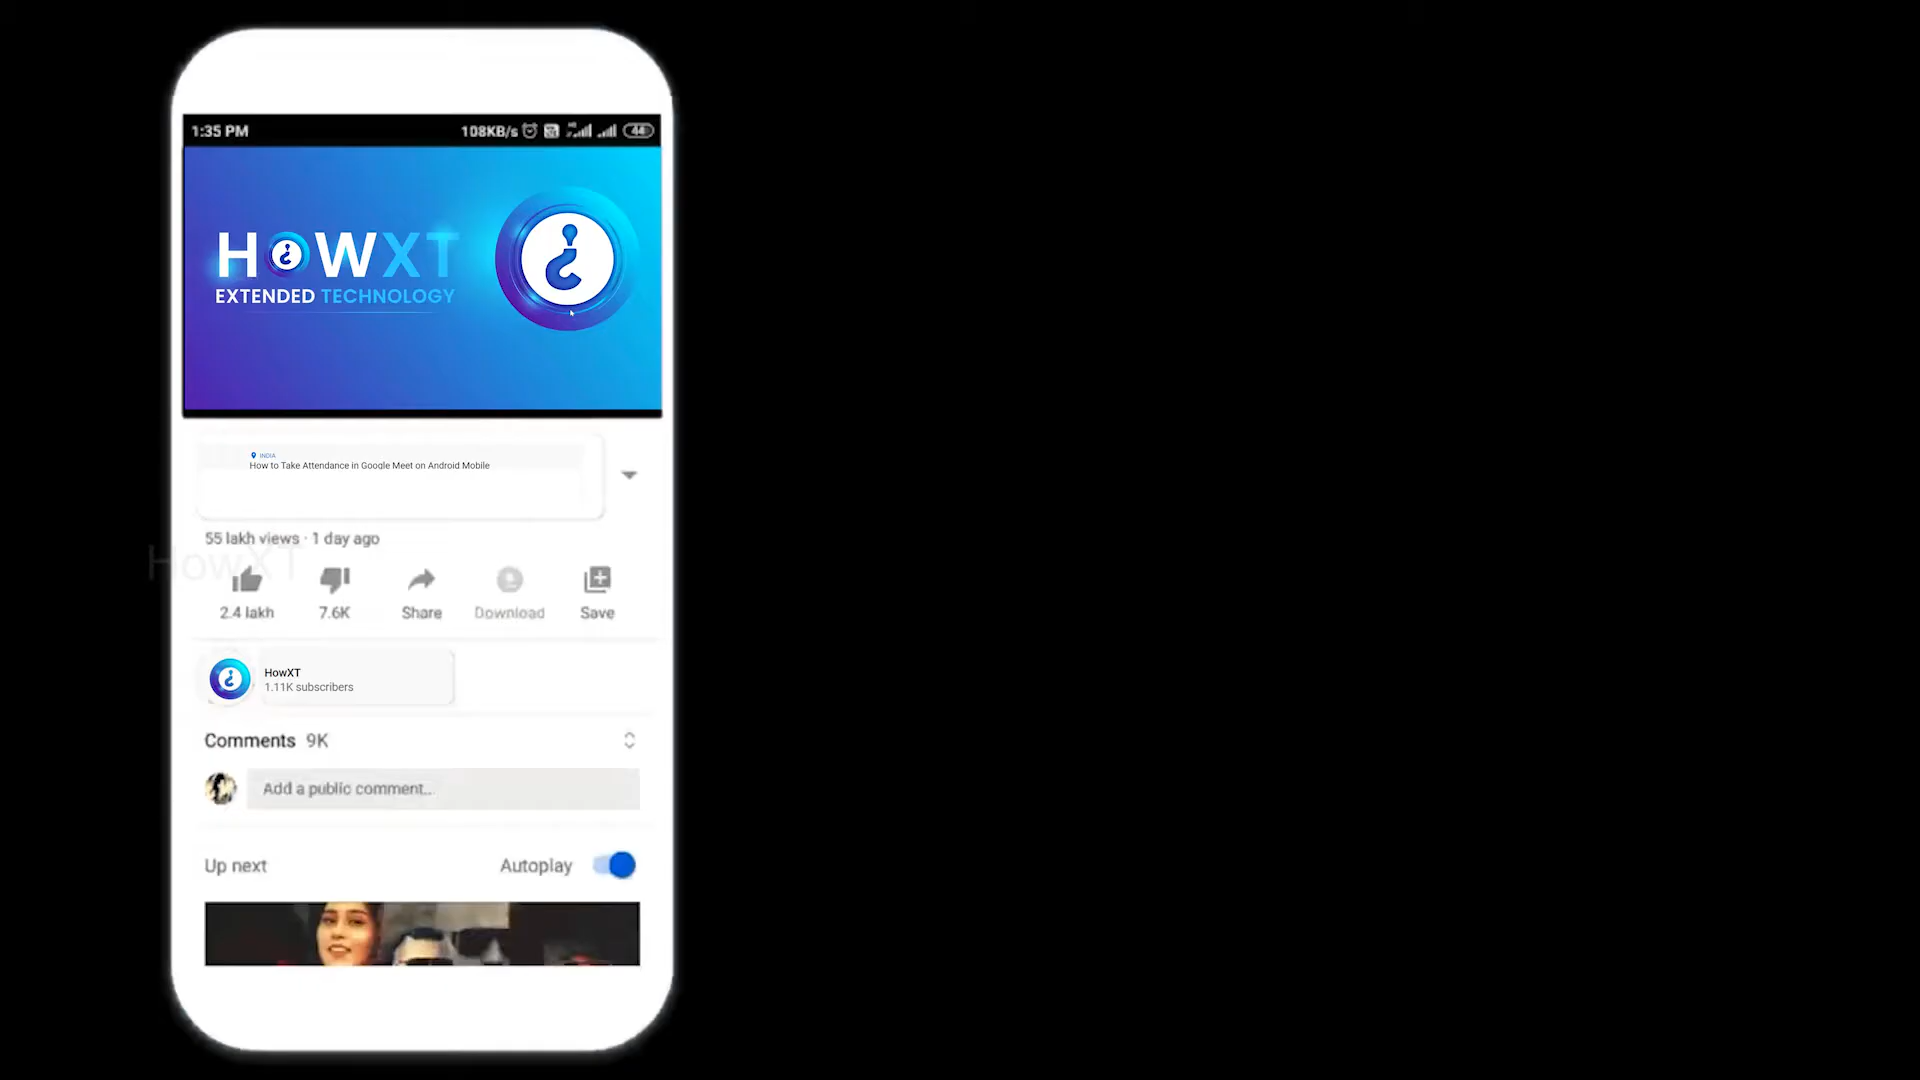 1:35 PM 108KB/s 44
HOWXT
EXTENDED TECHNOLOGY
INDIA
How to Take Attendance in Google Meet on Android Mobile
55 lakh views · 1 day ago
HowXT
2.4 lakh 7.6K Share Download Save
HowXT
1.11K subscribers
Comments 9K
Add a public comment...
Up next Autoplay